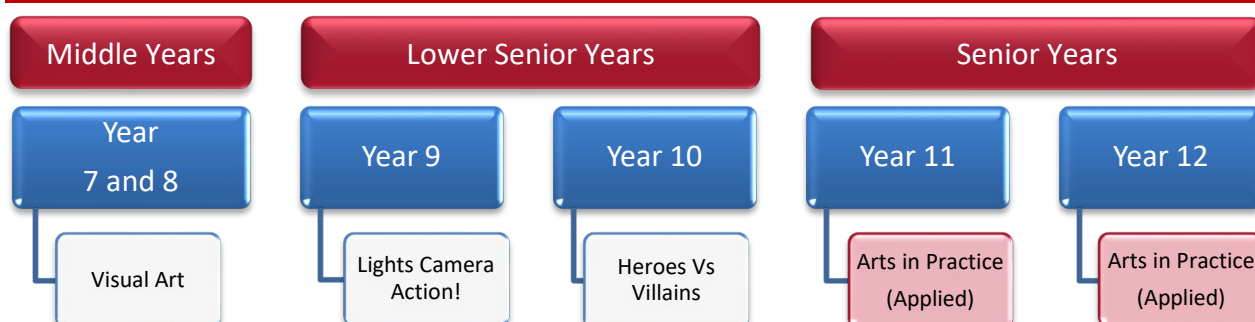 Middle Years
Lower Senior Years
Senior Years
Year
7 and 8
Year 9
Year 10
Year 11
Year 12
Visual Art
Lights Camera
Action!
Heroes Vs
Villains
Arts in Practice
(Applied)
Arts in Practice
(Applied)